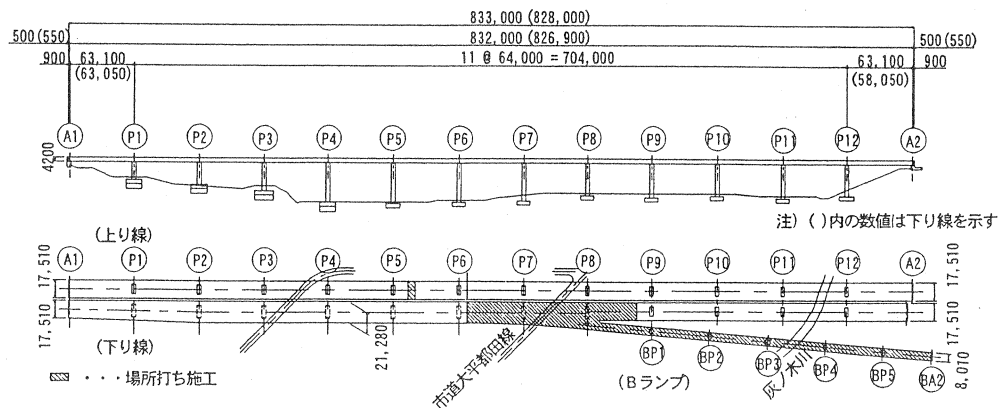 833,000 (828,000)
500 (550) 832,000 (826,900) 500 (550)
900 63,100 11 @ 64,000 = 704,000 63,100 900
(63,050) (58,050)
A1 P1 P2 P3 P4 P5 P6 P7 P8 P9 P10 P11 P12 A2
4200
注) ( )内の数値は下り線を示す
(上り線)
A1 P1 P2 P3 P4 P5 P6 P7 P8 P9 P10 P11 P12 A2
17,510 17,510
17,510 17,510
(下り線) 21,280 市道大平都田線 BP1 BP2 BP3 灰ノ木川 BP4 BP5 BA2 8,010
・・・場所打ち施工 (Bランプ)